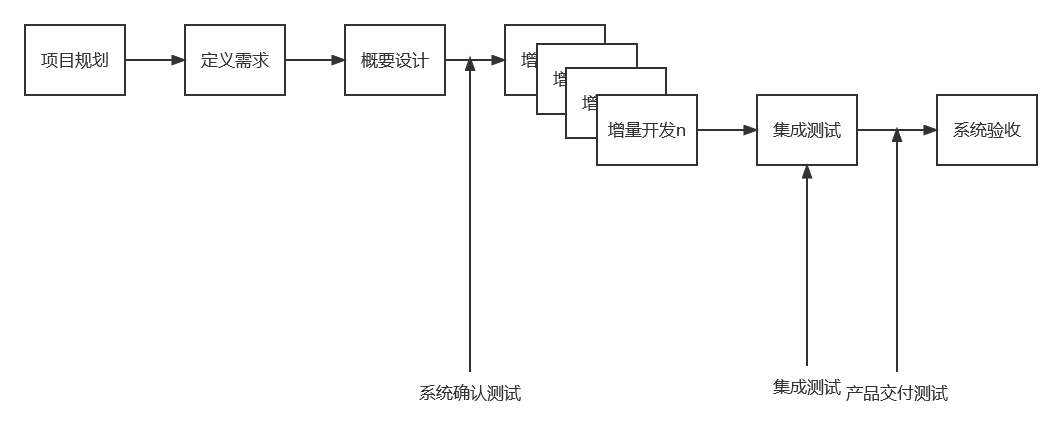 项目规划
定义需求
概要设计
增
增
增
增量开发n
集成测试
系统验收
系统确认测试
集成测试
产品交付测试